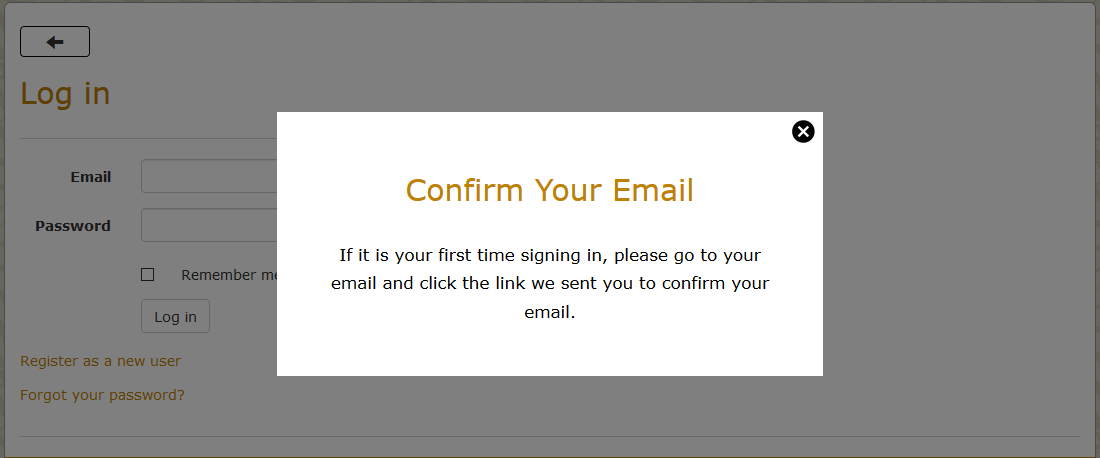 Log in
Email
Password
Remember me
Log in
Register as a new user
Forgot your password?
Confirm Your Email
If it is your first time signing in, please go to your
email and click the link we sent you to confirm your
email.